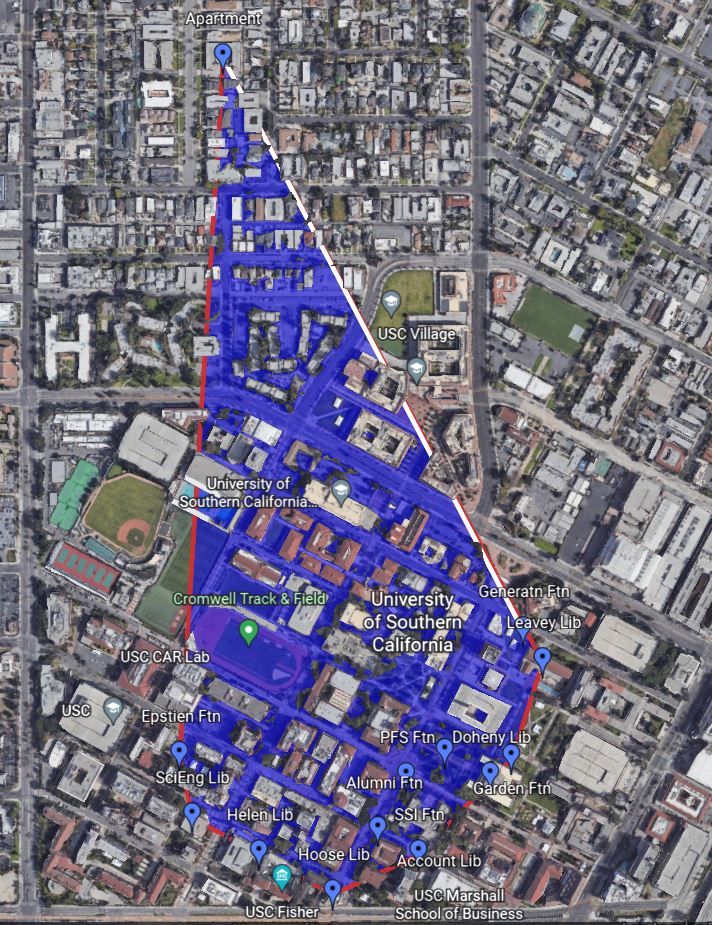 Apartment
USC Village
University of
Southern California...
Generatn Ftn
Cromwell Track & Field
University
of Southern
California
Leavey Lib
USC CAR Lab
USC
Epstien Ftn
PFS Ftn
Doheny Lib
SciEng Lib
Alumni Ftn
Garden Ftn
Helen Lib
SSI Ftn
Hoose Lib
Account Lib
USC Fisher
USC Marshall
School of Business